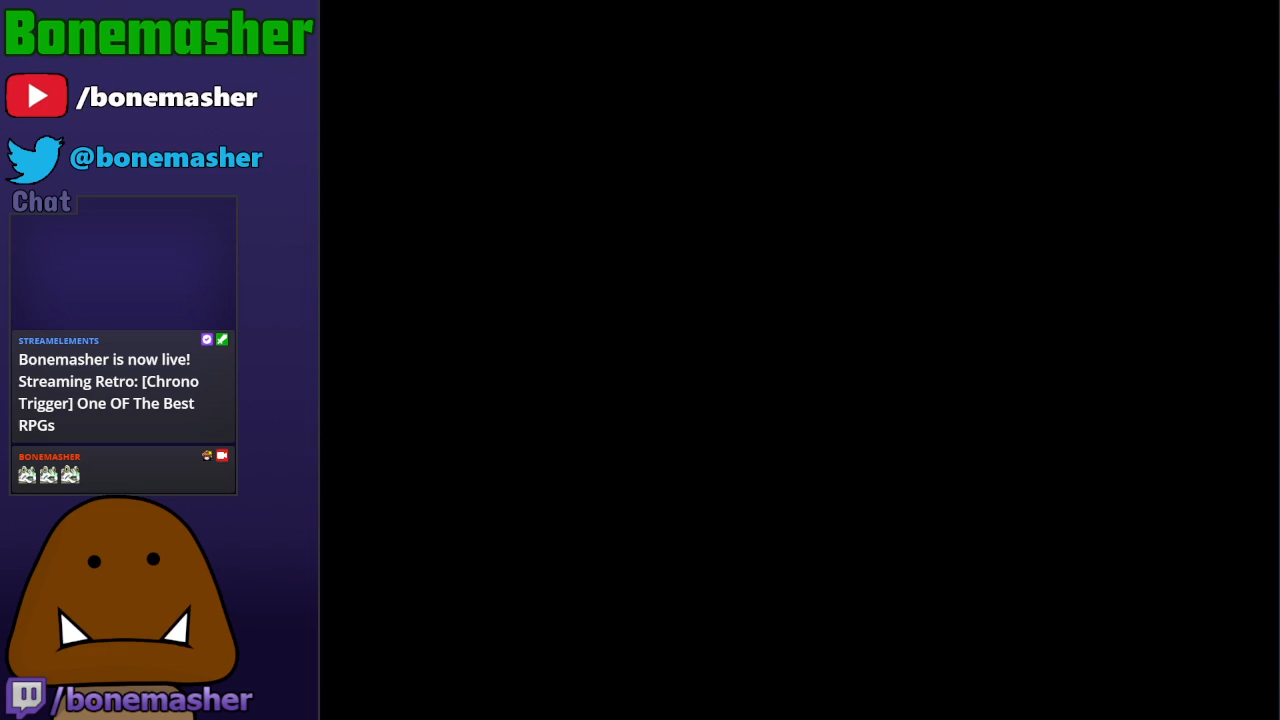 Bonemasher
/bonemasher
@bonemasher
Chat
STREAMELEMENTS
Bonemasher is now live!
Streaming Retro: [Chrono
Trigger] One OF The Best
RPGs
BONEMASHER
/bonemasher